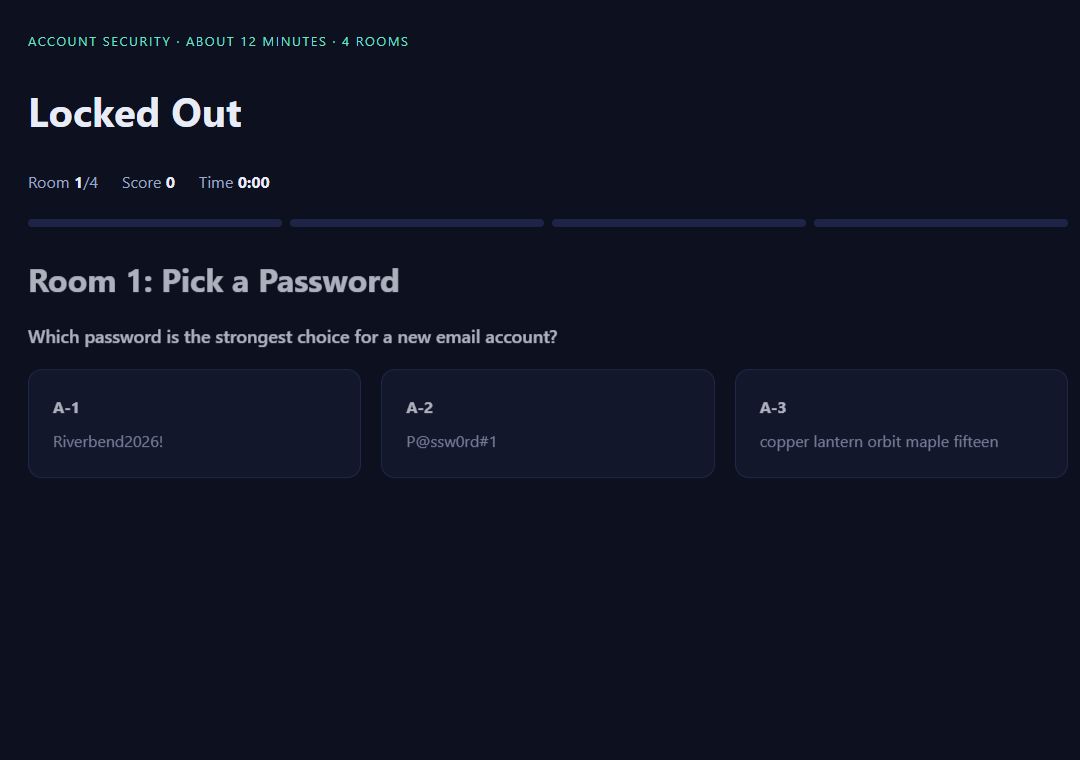 ACCOUNT SECURITY · ABOUT 12 MINUTES · 4 ROOMS
Locked Out
Room 1/4 Score 0 Time 0:00
Room 1: Pick a Password
Which password is the strongest choice for a new email account?
A-1
Riverbend2026!
A-2
P@ssw0rd#1
A-3
copper lantern orbit maple fifteen